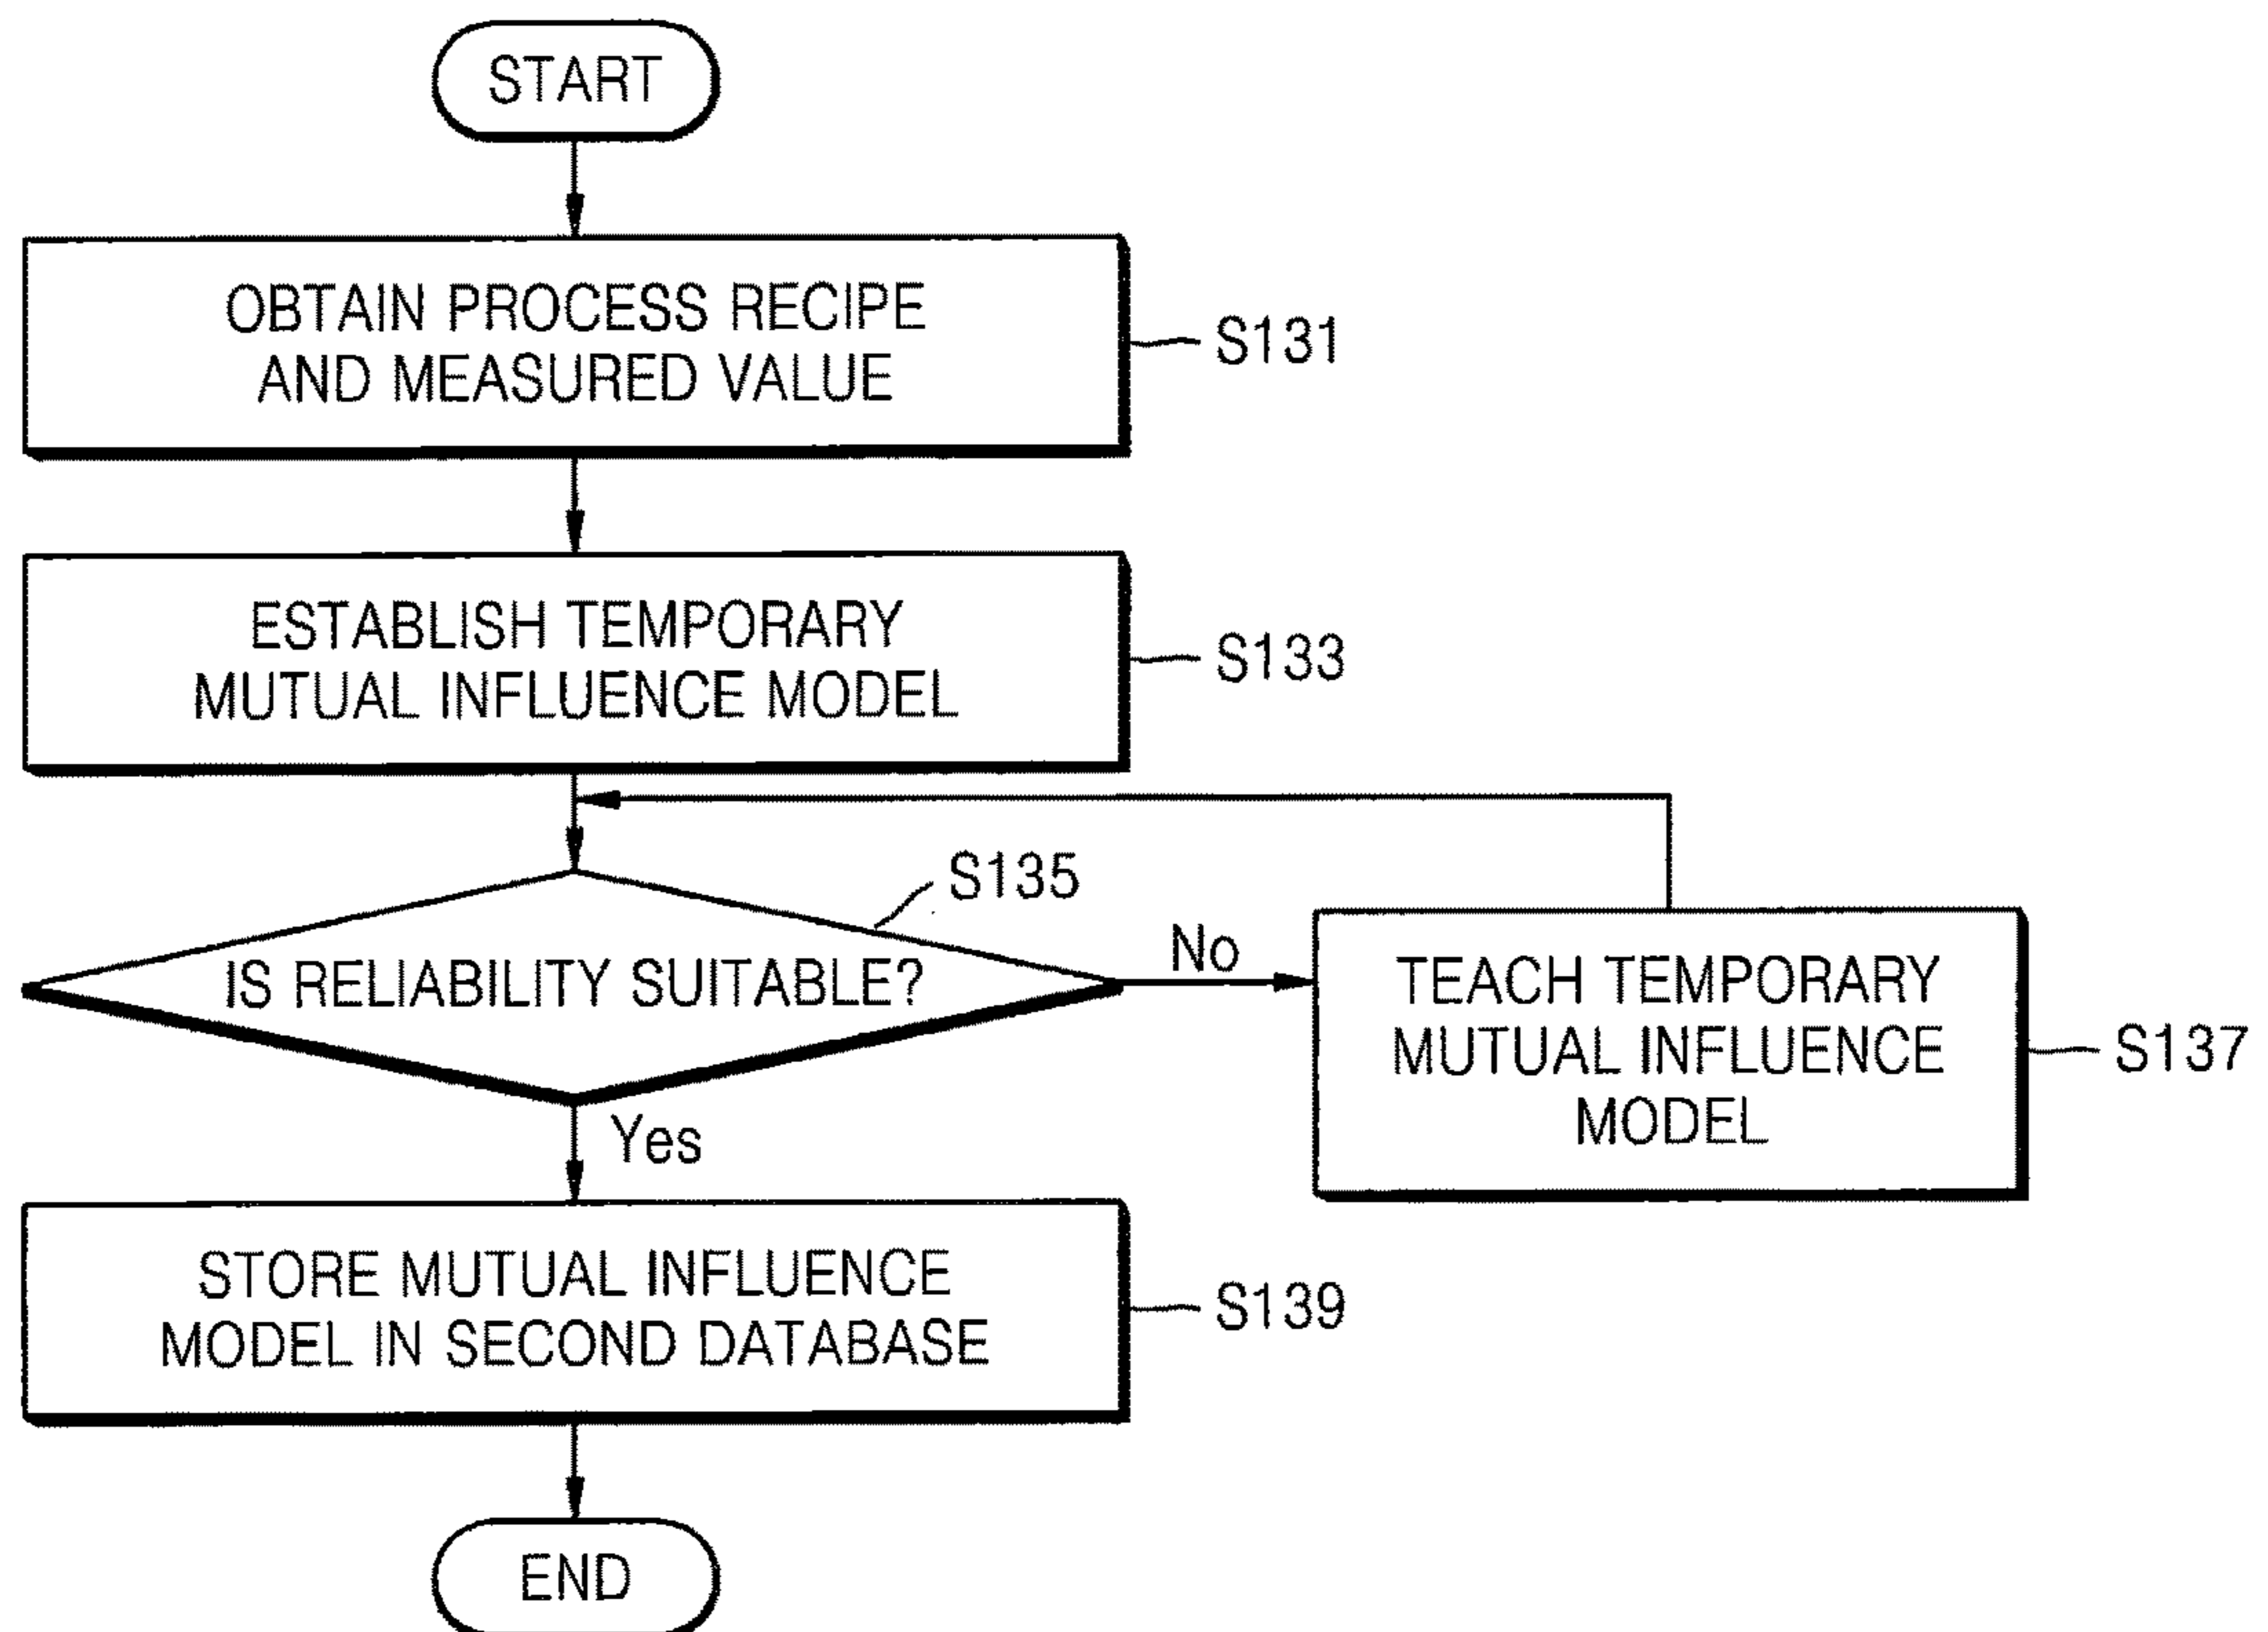 START
OBTAIN PROCESS RECIPE
AND MEASURED VALUE
S131
ESTABLISH TEMPORARY
MUTUAL INFLUENCE MODEL
S133
S135
IS RELIABILITY SUITABLE?
No
TEACH TEMPORARY
MUTUAL INFLUENCE
MODEL
S137
Yes
STORE MUTUAL INFLUENCE
MODEL IN SECOND DATABASE
S139
END